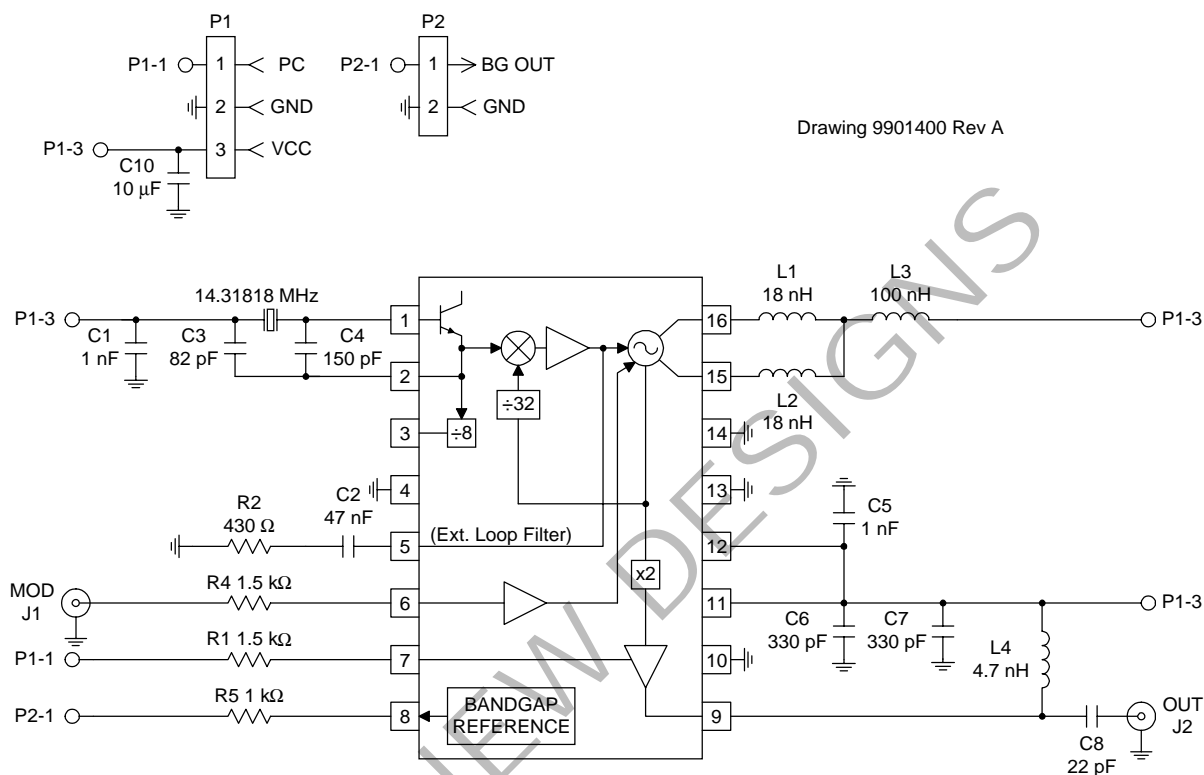 P1
P2
P1-1
1
PC
P2-1
1
BG OUT
2
GND
2
GND
Drawing 9901400 Rev A
P1-3
3
VCC
C10
10 μF
L1
18 nH
L3
100 nH
14.31818 MHz
P1-3
1
16
P1-3
C1
1 nF
C3
82 pF
C4
150 pF
2
15
÷32
L2
18 nH
3
÷8
14
4
13
R2
430 Ω
C2
47 nF
C5
1 nF
5
(Ext. Loop Filter)
12
x2
MOD
J1
R4 1.5 kΩ
6
11
P1-3
C6
330 pF
C7
330 pF
L4
4.7 nH
P1-1
R1 1.5 kΩ
7
10
P2-1
R5 1 kΩ
8
BANDGAP
REFERENCE
9
OUT
J2
C8
22 pF
EW DESIGNS